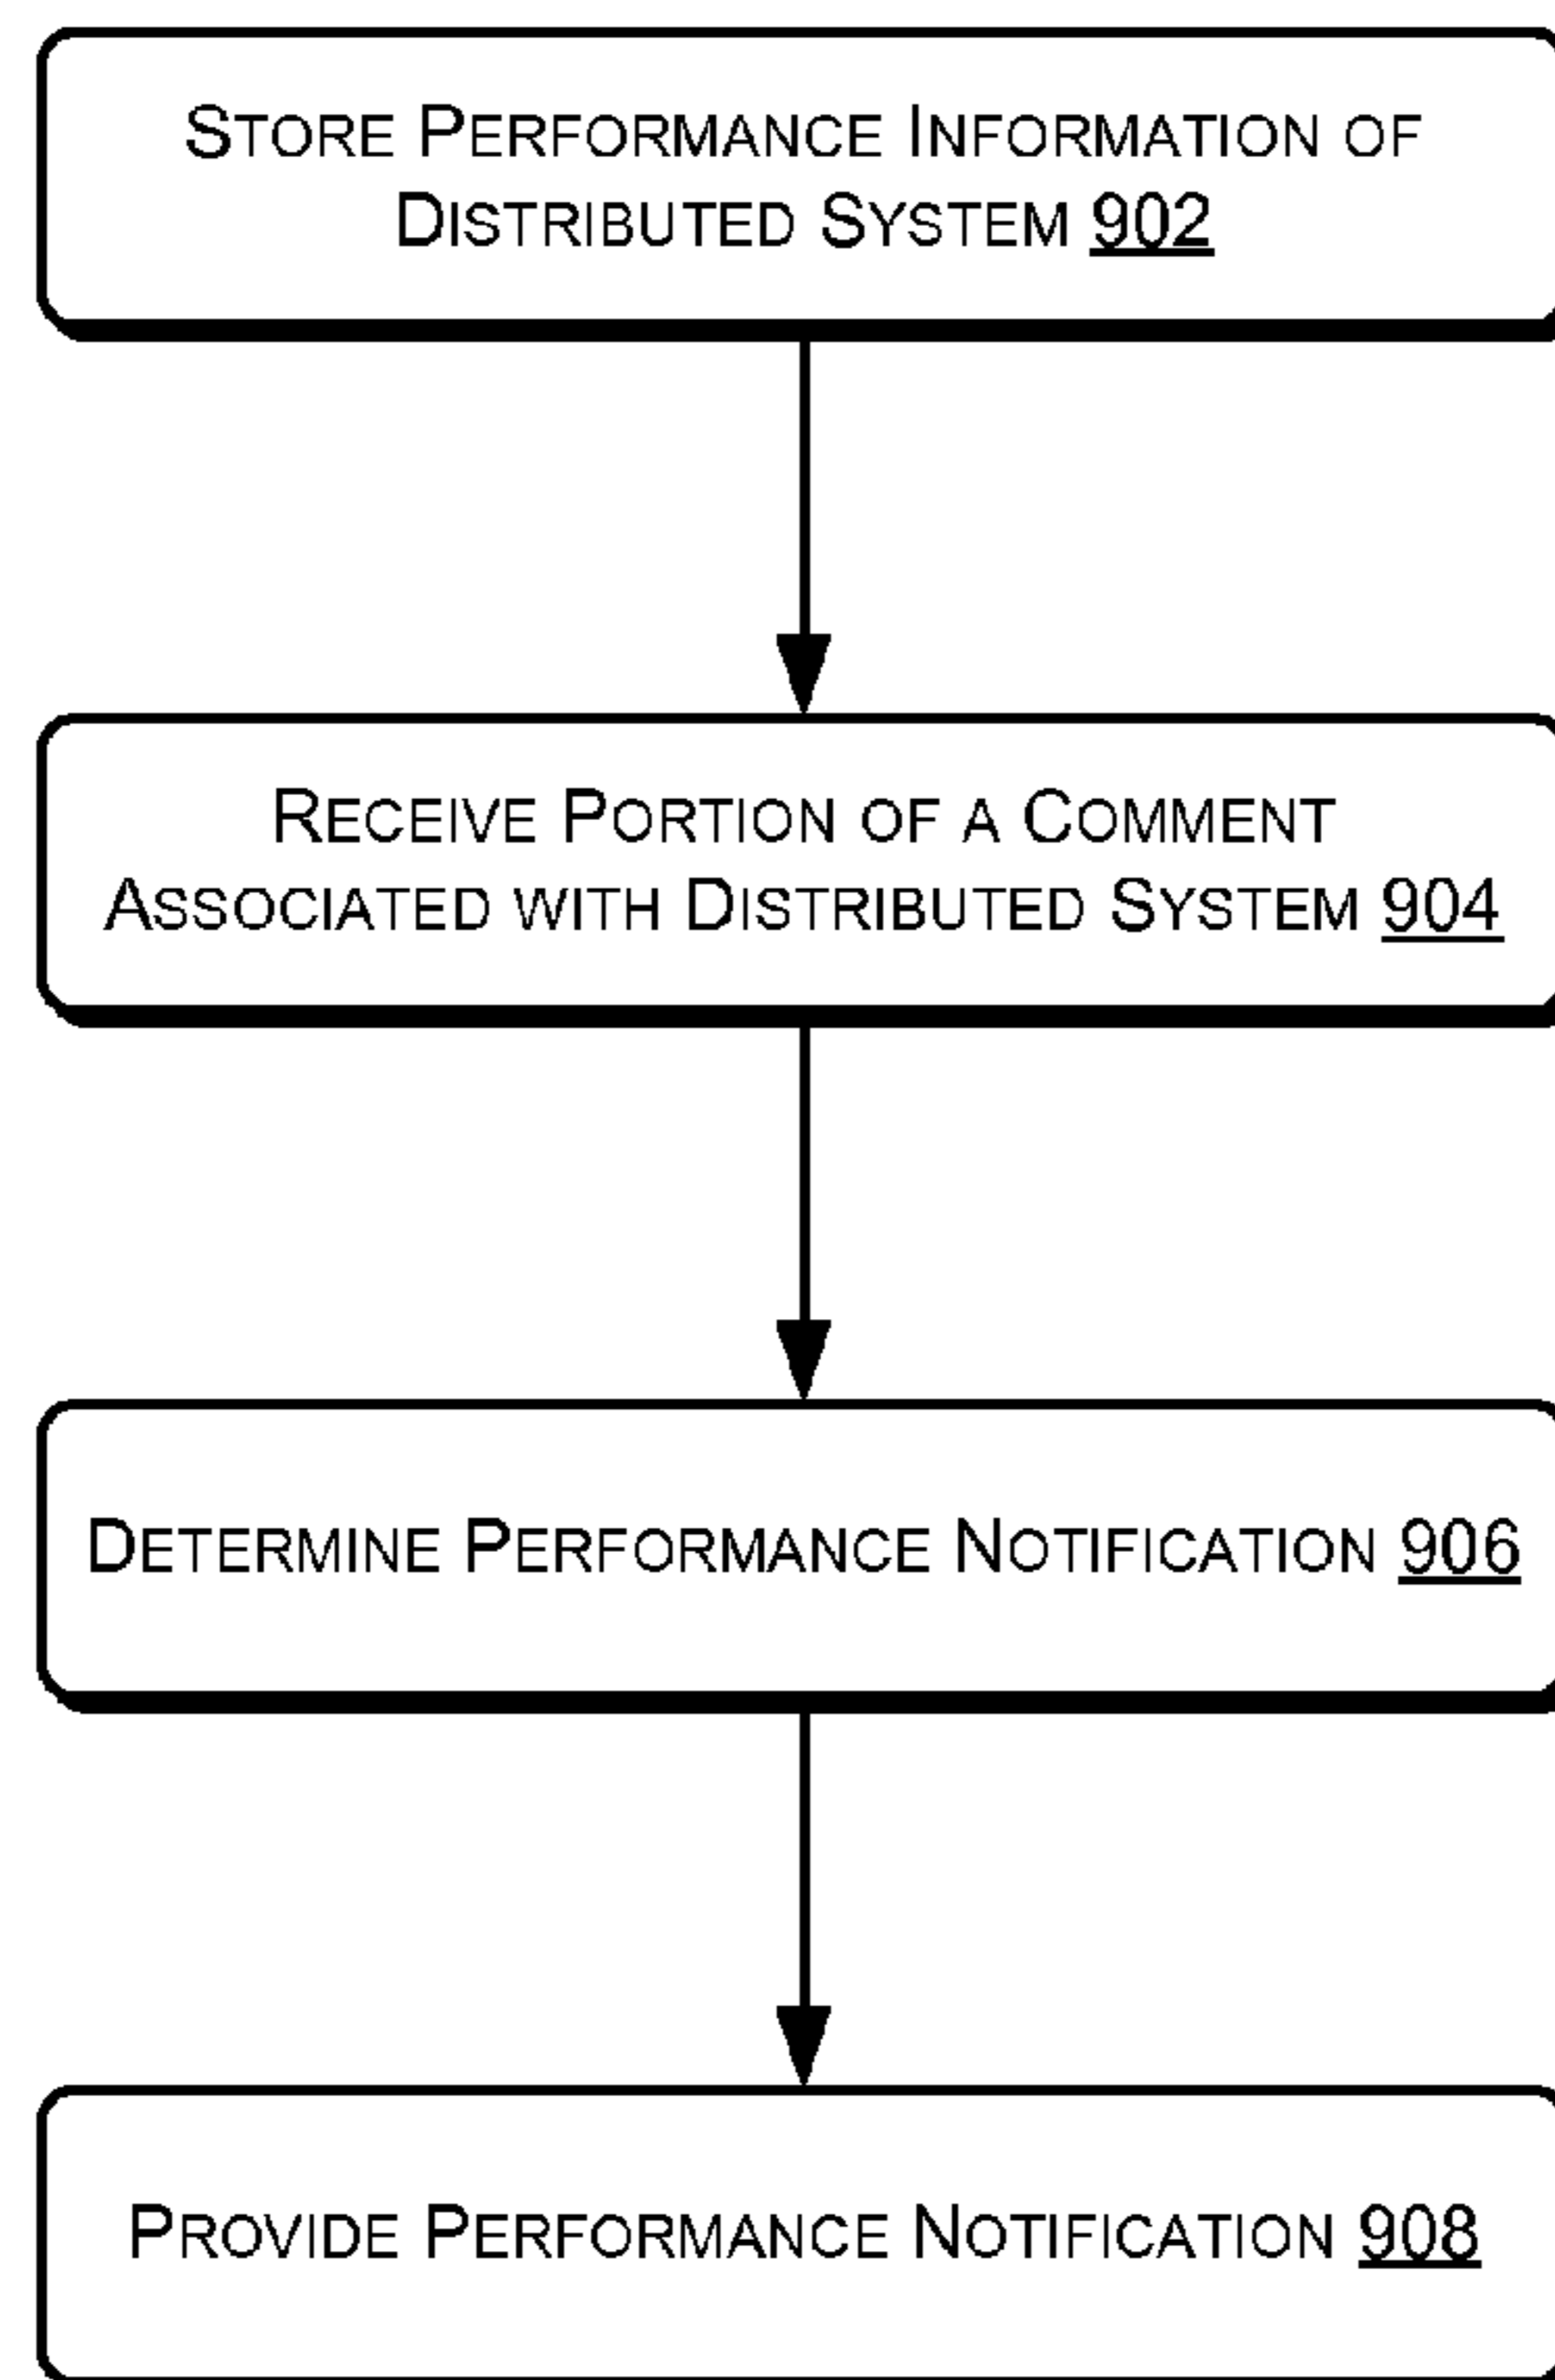 STORE PERFORMANCE INFORMATION OF
DISTRIBUTED SYSTEM 902
RECEIVE PORTION OF A COMMENT
ASSOCIATED WITH DISTRIBUTED SYSTEM 904
DETERMINE PERFORMANCE NOTIFICATION 906
PROVIDE PERFORMANCE NOTIFICATION 908